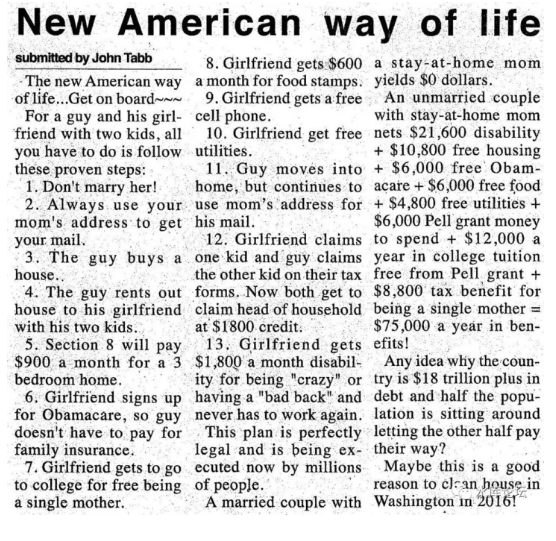 New American way of life
submitted by John Tabb
The new American way
of life...Get on board~~~
For a guy and his girl-
friend with two kids, all
you have to do is follow
these proven steps:
1. Don't marry her!
2. Always use your
mom's address to get
your mail.
3. The guy buys a
house..
4. The guy rents out
house to his girlfriend
with his two kids.
5. Section 8 will pay
$900 a month for a 3
bedroom home.
6. Girlfriend signs up
for Obamacare, so guy
doesn't have to pay for
family insurance.
7. Girlfriend gets to go
to college for free being
a single mother.
8. Girlfriend gets $600
a month for food stamps.
9. Girlfriend gets a free
cell phone.
10. Girlfriend get free
utilities.
11. Guy moves into
home, but continues to
use mom's address for
his mail.
12. Girlfriend claims
one kid and guy claims
the other kid on their tax
forms. Now both get to
claim head of household
at $1800 credit.
13. Girlfriend gets
$1,800 a month disabil-
ity for being "crazy" or
having a "bad back" and
never has to work again.
This plan is perfectly
legal and is being ex-
ecuted now by millions
of people.
A married couple with
a stay-at-home mom
yields $0 dollars.
An unmarried couple
with stay-at-home mom
nets $21,600 disability
+ $10,800 free housing
+ $6,000 free Obam-
acare + $6,000 free food
+ $4,800 free utilities +
$6,000 Pell grant money
to spend + $12,000 a
year in college tuition
free from Pell grant +
$8,800 tax benefit for
being a single mother =
$75,000 a year in ben-
efits!
Any idea why the coun-
try is $18 trillion plus in
debt and half the popu-
lation is sitting around
letting the other half pay
their way?
Maybe this is a good
reason to clean house in
Washington in 2016!